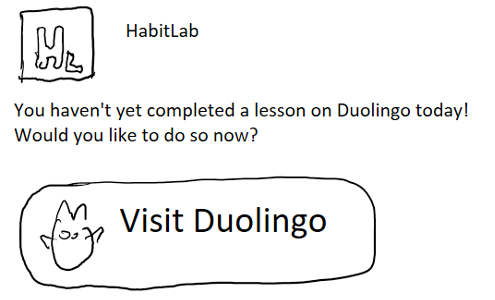 HL
HabitLab
You haven't yet completed a lesson on Duolingo today!
Would you like to do so now?
Visit Duolingo